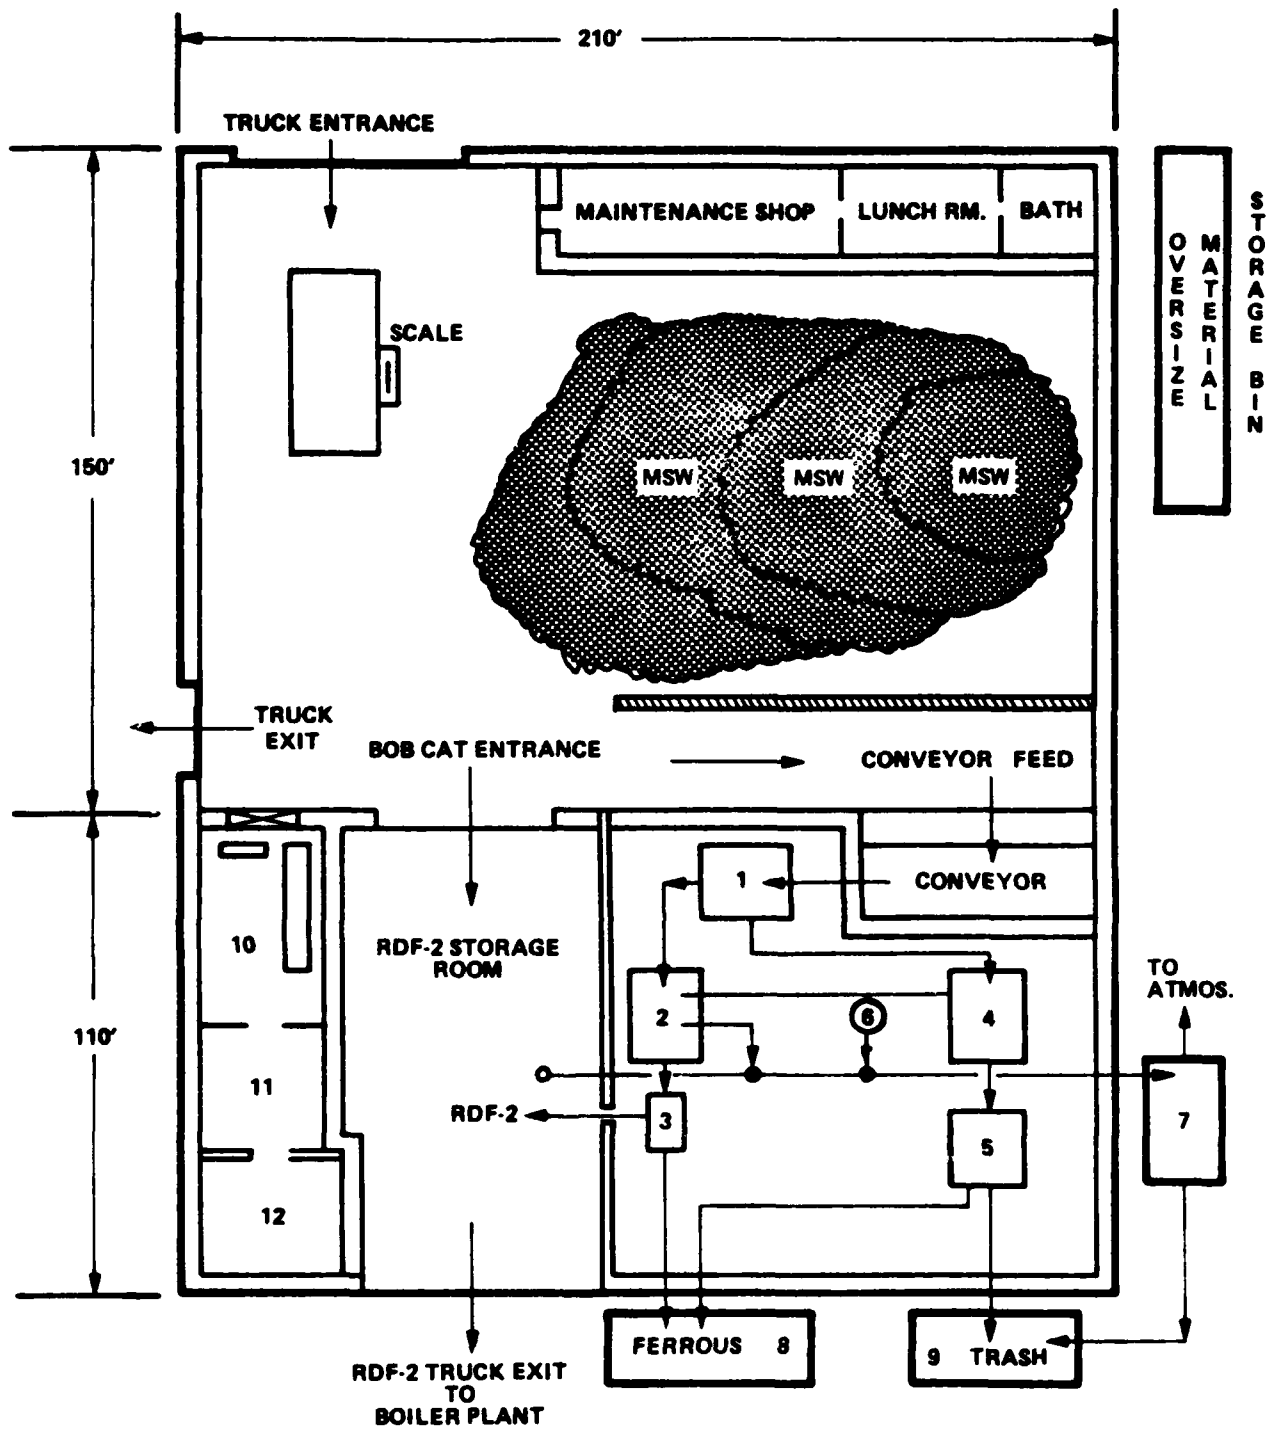 210'
TRUCK ENTRANCE
MAINTENANCE SHOP
LUNCH RM.
BATH
OVERSIZE
MATERIAL
STORAGE BIN
SCALE
150'
MSW
MSW
MSW
TRUCK
EXIT
BOB CAT ENTRANCE
CONVEYOR FEED
1
CONVEYOR
10
RDF-2 STORAGE
ROOM
2
6
4
TO
ATMOS.
110'
11
RDF-2
3
5
7
12
FERROUS 8
9 TRASH
RDF-2 TRUCK EXIT
TO
BOILER PLANT